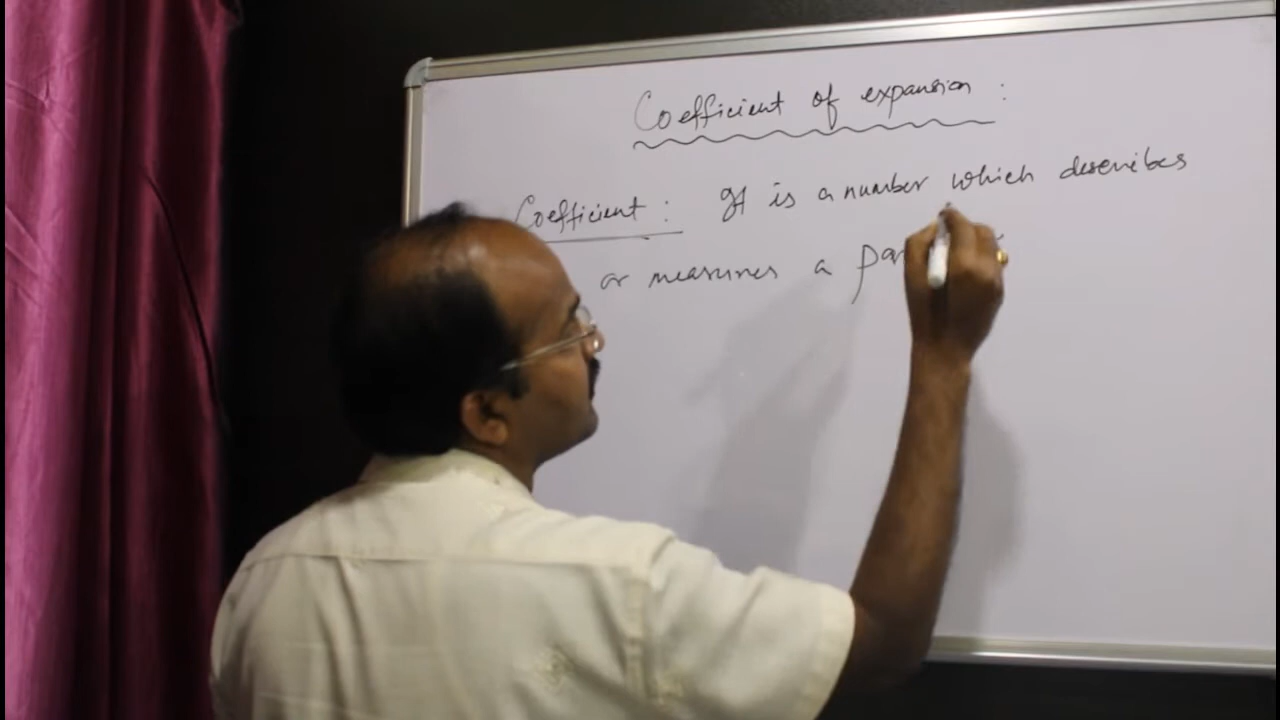 Coefficient of expansion :
Coefficient : It is a number which describes
or measures a par